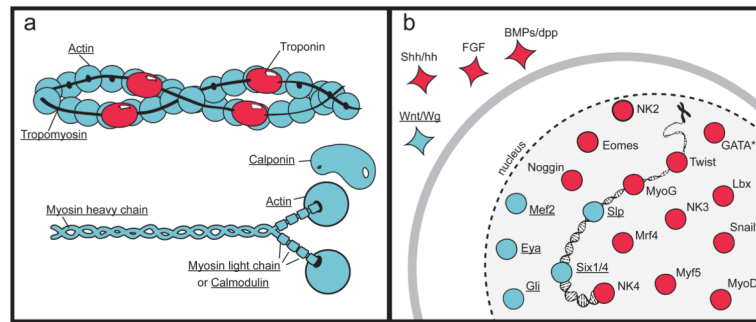 a
Actin
Troponin
Tropomyosin
Calponin
Actin
Myosin heavy chain
Myosin light chain
or Calmodulin
b
Shh/hh
FGF
BMPs/dpp
Wnt/Wg
nucleus
NK2
Eomes
GATA*
Noggin
Twist
MyoG
Lbx
Mef2
Slp
NK3
Snail
Eya
Mrf4
Six1/4
Gli
NK4
Myf5
MyoD